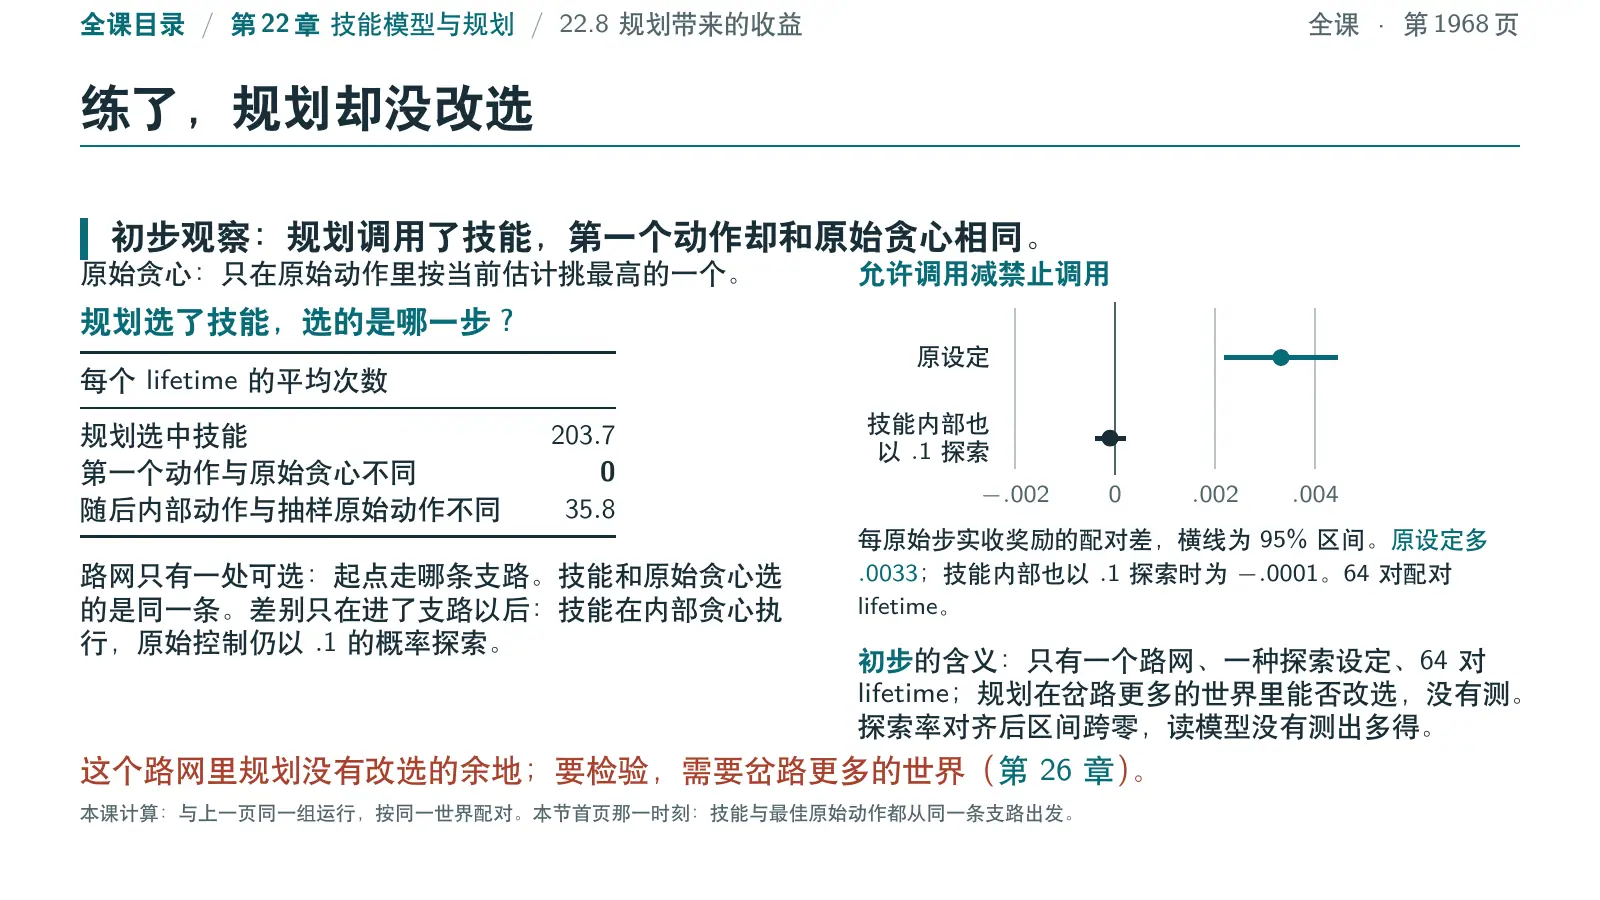 全课目录 / 第 22 章 技能模型与规划 / 22.8 规划带来的收益
全课 · 第 1968 页
练了，规划却没改选
初步观察：规划调用了技能，第一个动作却和原始贪心相同。
原始贪心：只在原始动作里按当前估计挑最高的一个。
规划选了技能，选的是哪一步？
每个 lifetime 的平均次数
规划选中技能 203.7
第一个动作与原始贪心不同 0
随后内部动作与抽样原始动作不同 35.8
路网只有一处可选：起点走哪条支路。技能和原始贪心选
的是同一条。差别只在进了支路以后：技能在内部贪心执
行，原始控制仍以 .1 的概率探索。
允许调用减禁止调用
原设定
技能内部也
以 .1 探索
−.002 0 .002 .004
每原始步实收奖励的配对差，横线为 95% 区间。原设定多
.0033；技能内部也以 .1 探索时为 −.0001。64 对配对
lifetime。
初步的含义：只有一个路网、一种探索设定、64 对
lifetime；规划在岔路更多的世界里能否改选，没有测。
探索率对齐后区间跨零，读模型没有测出多得。
这个路网里规划没有改选的余地；要检验，需要岔路更多的世界（第 26 章）。
本课计算：与上一页同一组运行，按同一世界配对。本节首页那一时刻：技能与最佳原始动作都从同一条支路出发。